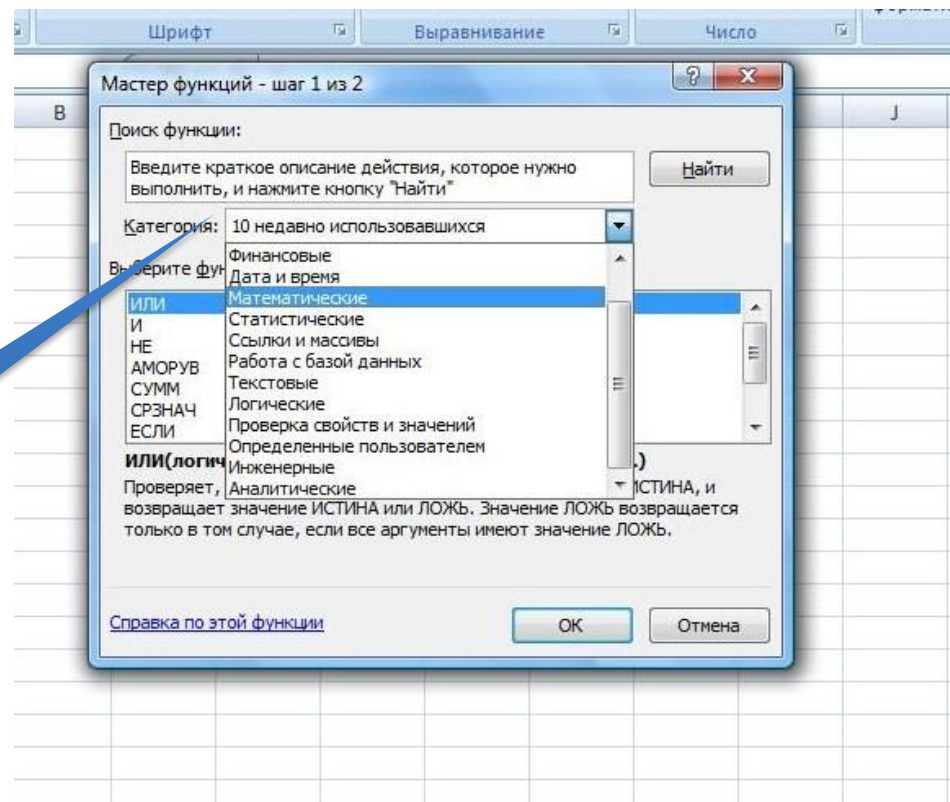 Шрифт Выравнивание Число
Мастер функций - шаг 1 из 2
B J
Поиск функции:
Введите краткое описание действия, которое нужно
выполнить, и нажмите кнопку "Найти"
Найти
Категория: 10 недавно использовавшихся
Финансовые
Дата и время
Математические
Статистические
Ссылки и массивы
Работа с базой данных
Текстовые
Логические
Проверка свойств и значений
Определенные пользователем
Инженерные
Аналитические
ИЛИ
И
НЕ
АМОРУВ
СУММ
СРЗНАЧ
ЕСЛИ
Проверяет, ИСТИНА, и
возвращает значение ИСТИНА или ЛОЖЬ. Значение ЛОЖЬ возвращается
только в том случае, если все аргументы имеют значение ЛОЖЬ.
Справка по этой функции
ОК Отмена